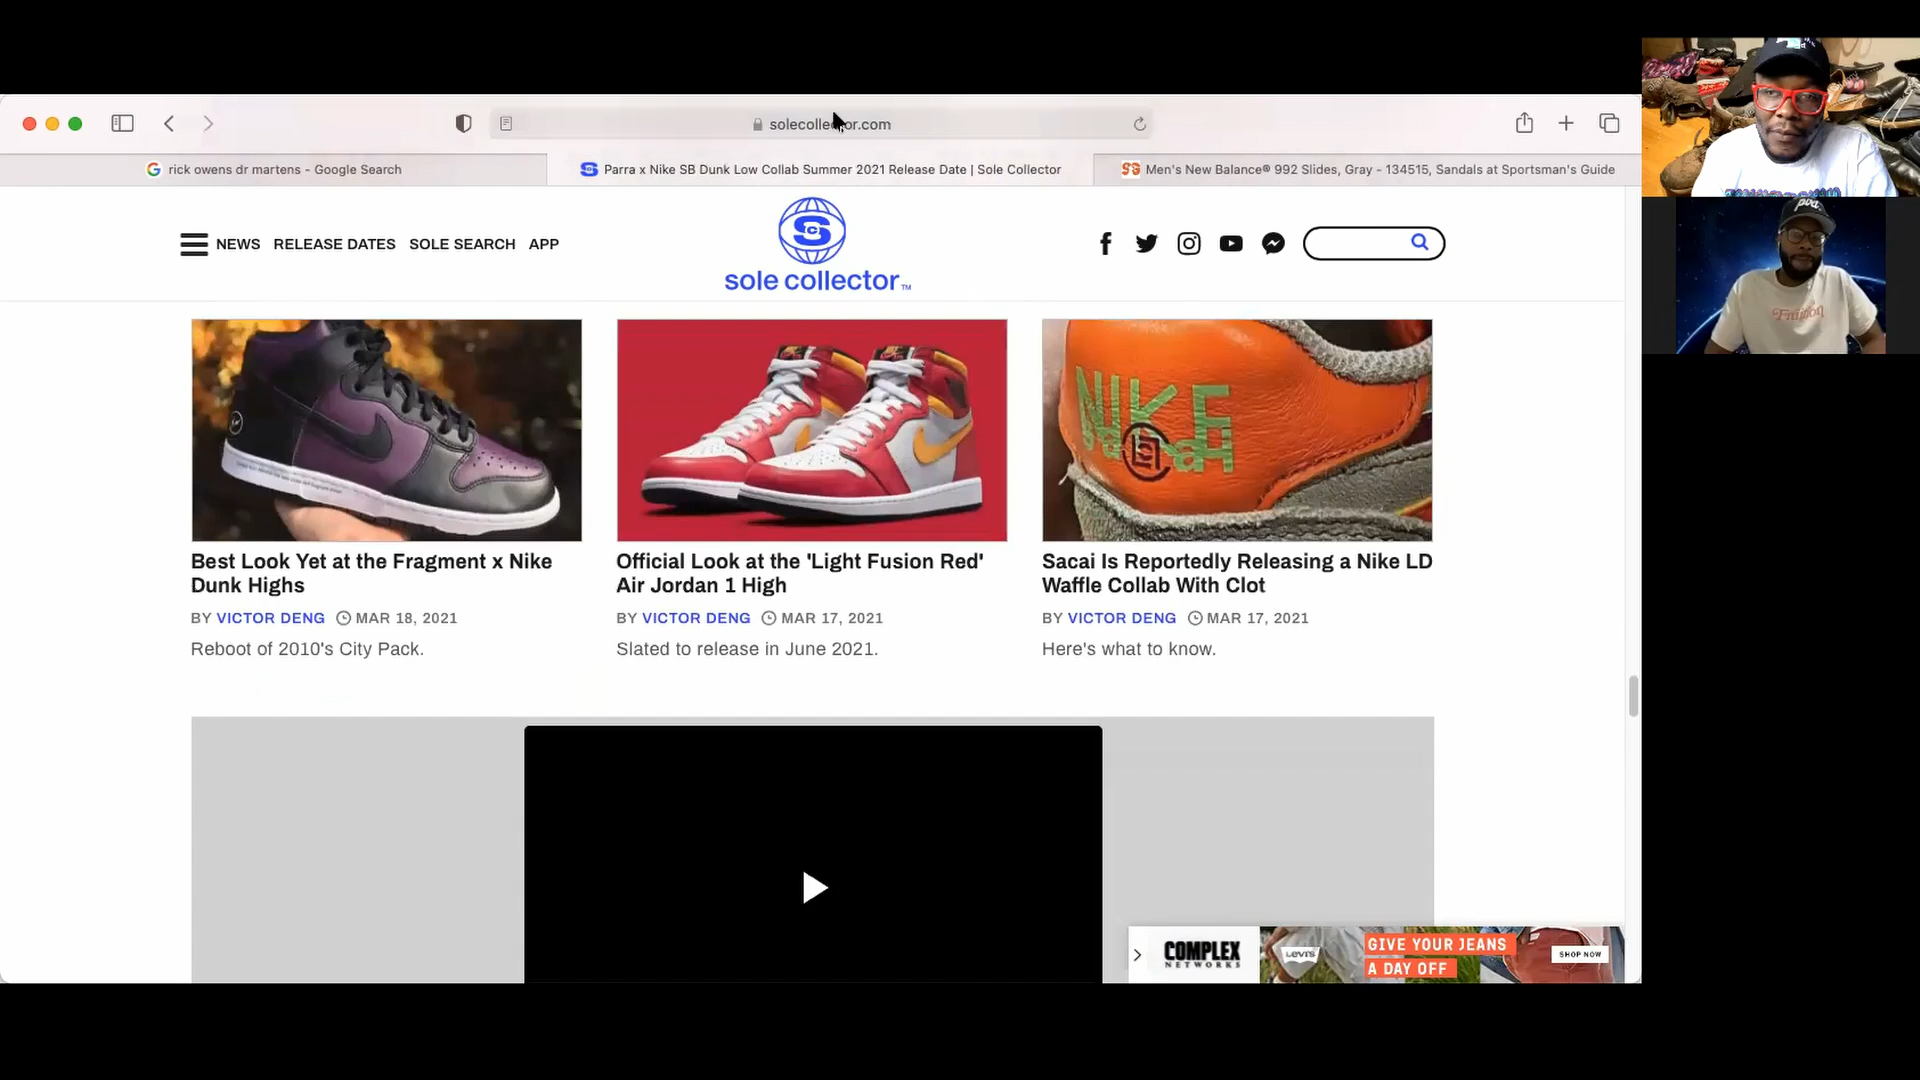 solecollector.com
rick owens dr martens - Google Search
Parra x Nike SB Dunk Low Collab Summer 2021 Release Date | Sole Collector
Men's New Balance® 992 Slides, Gray - 134515, Sandals at Sportsman's Guide
NEWS RELEASE DATES SOLE SEARCH APP
sole collector™
NIKE
Best Look Yet at the Fragment x Nike
Dunk Highs
BY VICTOR DENG MAR 18, 2021
Reboot of 2010's City Pack.
Official Look at the 'Light Fusion Red'
Air Jordan 1 High
BY VICTOR DENG MAR 17, 2021
Slated to release in June 2021.
Sacai Is Reportedly Releasing a Nike LD
Waffle Collab With Clot
BY VICTOR DENG MAR 17, 2021
Here's what to know.
COMPLEX
NETWORKS
Levi's
GIVE YOUR JEANS
A DAY OFF
SHOP NOW
pvd.
Fruition